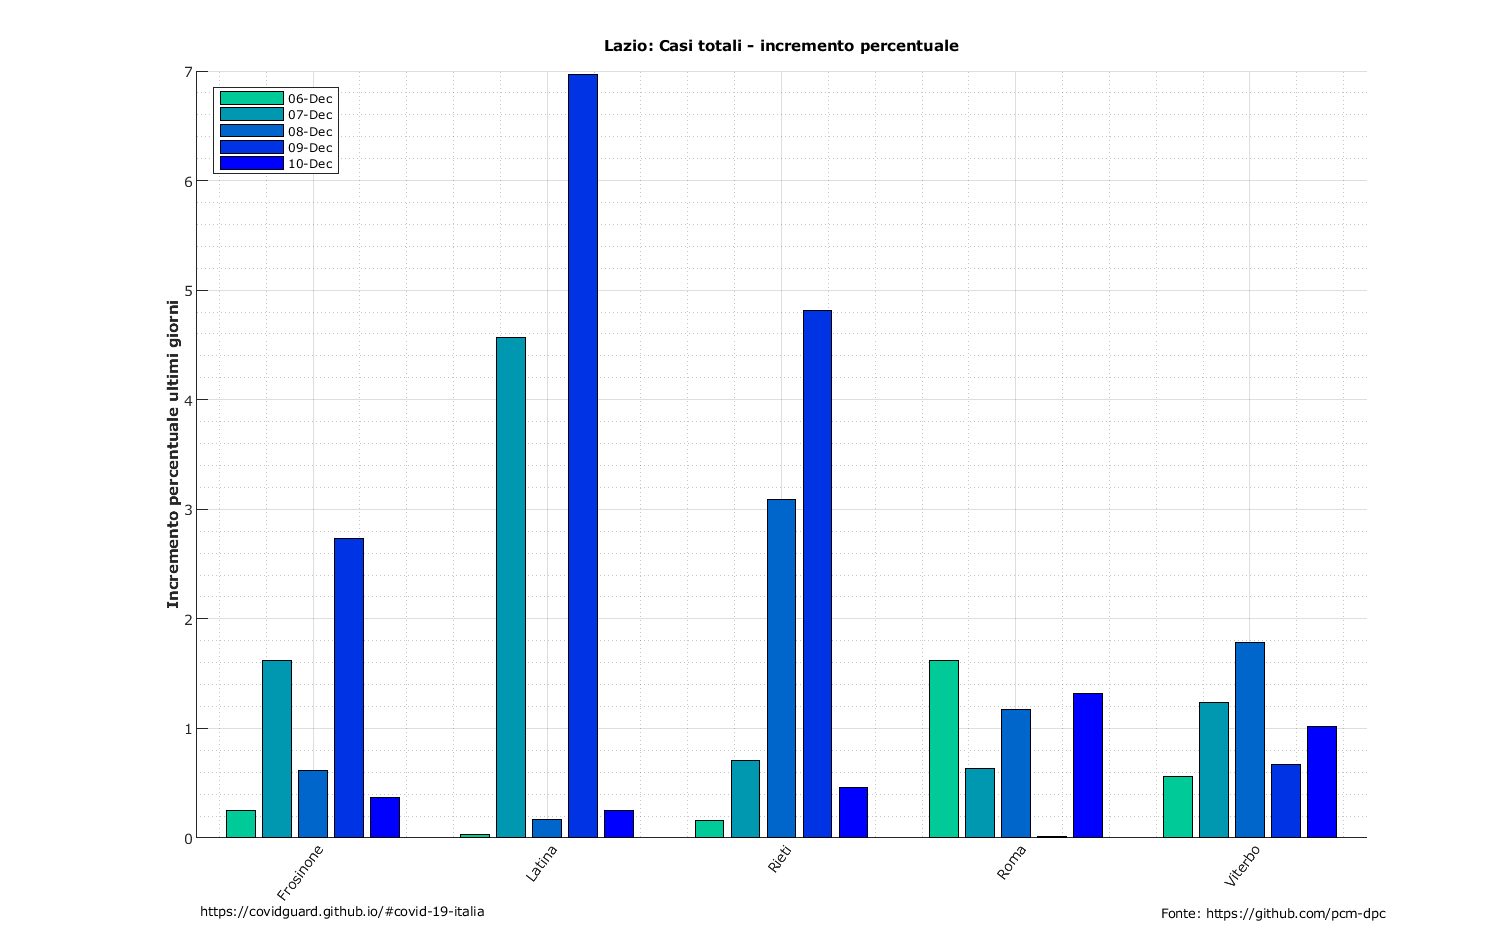 Lazio: Casi totali - incremento percentuale
Incremento percentuale ultimi giorni
7
6
5
4
3
2
1
0
06-Dec
07-Dec
08-Dec
09-Dec
10-Dec
Frosinone
Latina
Rieti
Roma
Viterbo
https://covidguard.github.io/#covid-19-italia
Fonte: https://github.com/pcm-dpc